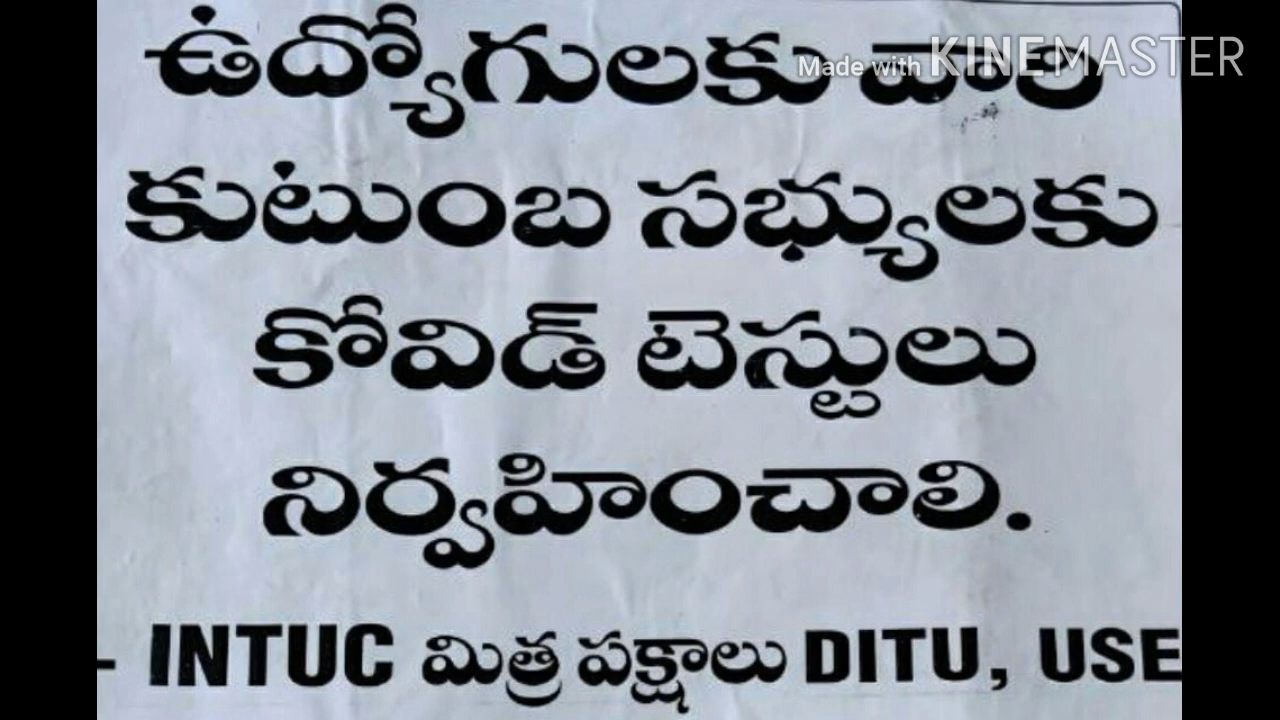 ఉద్యోగులకు వారి
Made with KINEMASTER
కుటుంబ సభ్యులకు
కోవిడ్ టెస్టులు
నిర్వహించాలి.
- INTUC మిత్ర పక్షాలు DITU, USE